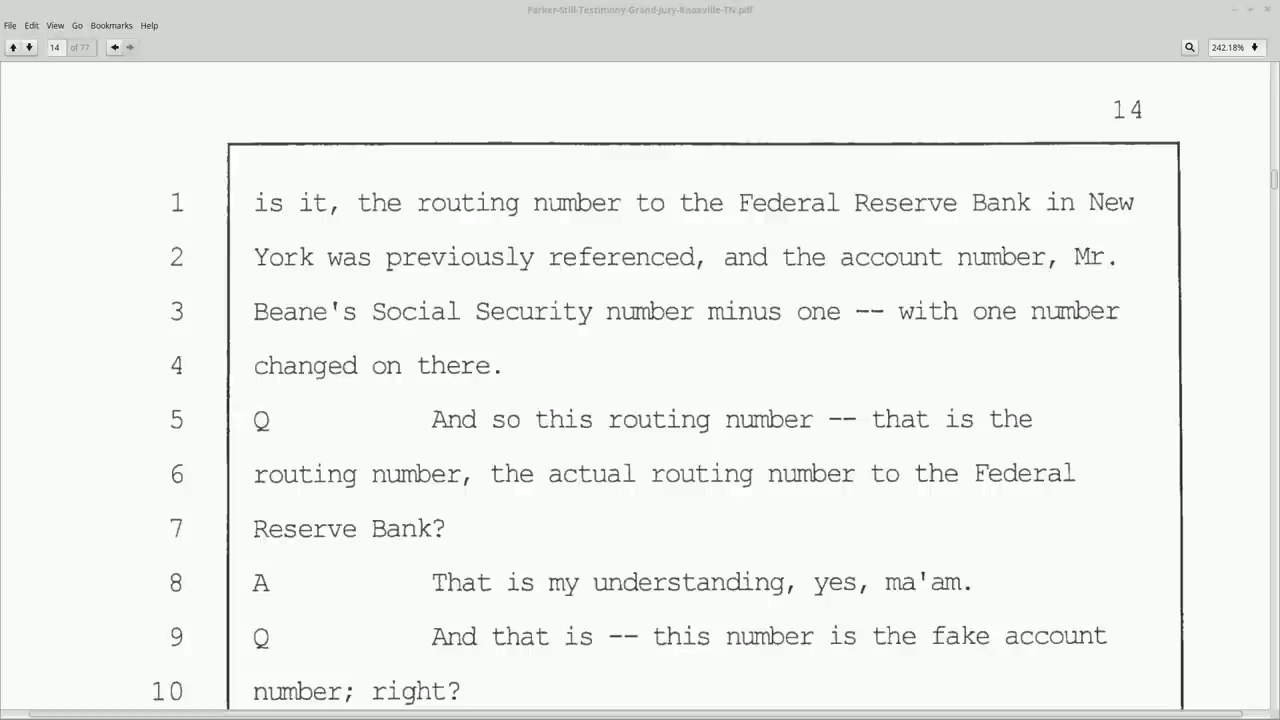 Parker-Still-Testimony-Grand-Jury-Knoxville-TN.pdf
File Edit View Go Bookmarks Help
14 of 77 242.18%
14
1 is it, the routing number to the Federal Reserve Bank in New
2 York was previously referenced, and the account number, Mr.
3 Beane's Social Security number minus one -- with one number
4 changed on there.
5 Q And so this routing number -- that is the
6 routing number, the actual routing number to the Federal
7 Reserve Bank?
8 A That is my understanding, yes, ma'am.
9 Q And that is -- this number is the fake account
10 number; right?